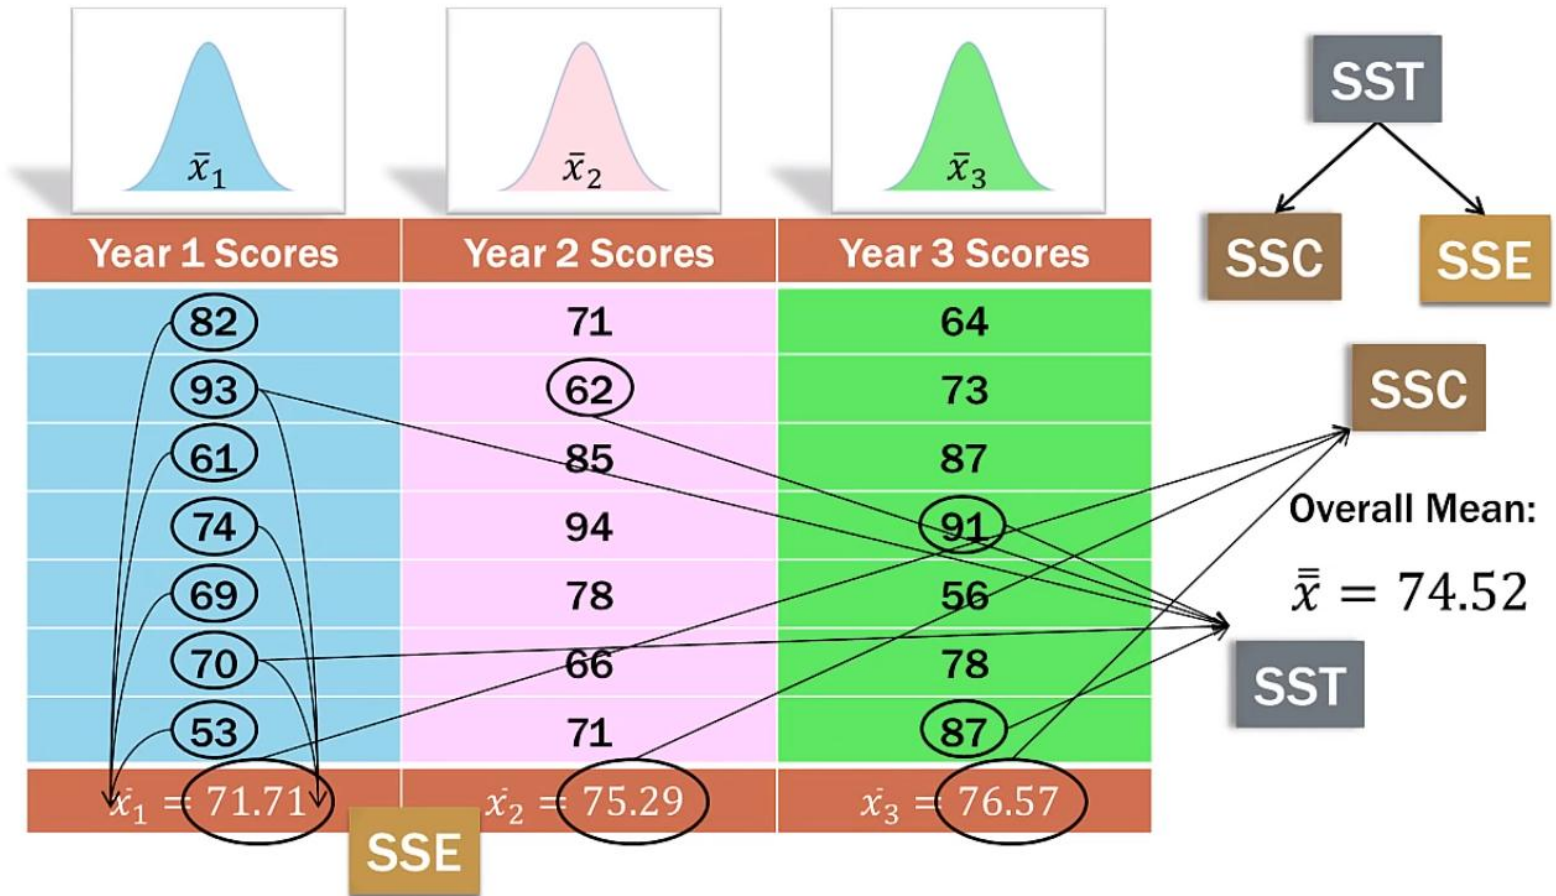 x̄₁
x̄₂
x̄₃
SST
SSC
SSE
Year 1 Scores
Year 2 Scores
Year 3 Scores
82
71
64
93
62
73
61
85
87
74
94
91
69
78
56
70
66
78
53
71
87
x̄₁ = 71.71
x̄₂ = 75.29
x̄₃ = 76.57
SSE
SSC
Overall Mean:
x̿ = 74.52
SST